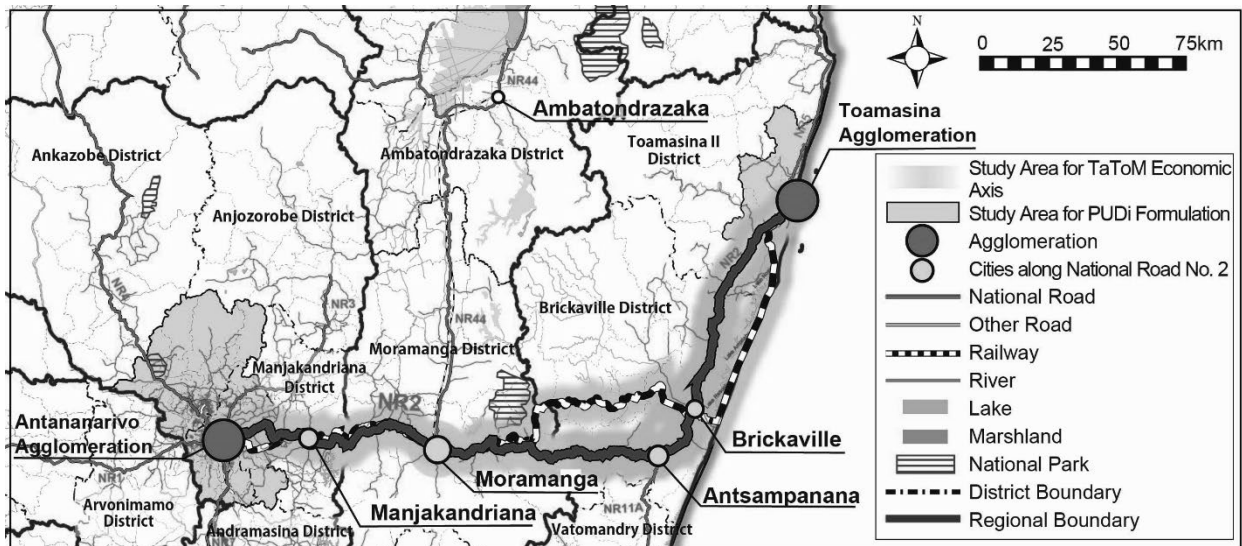 N
0 25 50 75km
NR44
Ambatondrazaka
Toamasina
Agglomeration
NR5
Ankazobe District
Ambatondrazaka District
Toamasina II
District
Anjozorobe District
NR4
NR3
NR44
NR2
Brickaville District
Moramanga District
Manjakandriana
District
NR2
Antananarivo
Agglomeration
Brickaville
Moramanga
Antsampanana
Manjakandriana
NR1
NR11A
Arvonimamo
District
Andramasina District
NR7
Vatomandry District
Study Area for TaToM Economic
Axis
Study Area for PUDi Formulation
Agglomeration
Cities along National Road No. 2
National Road
Other Road
Railway
River
Lake
Marshland
National Park
District Boundary
Regional Boundary